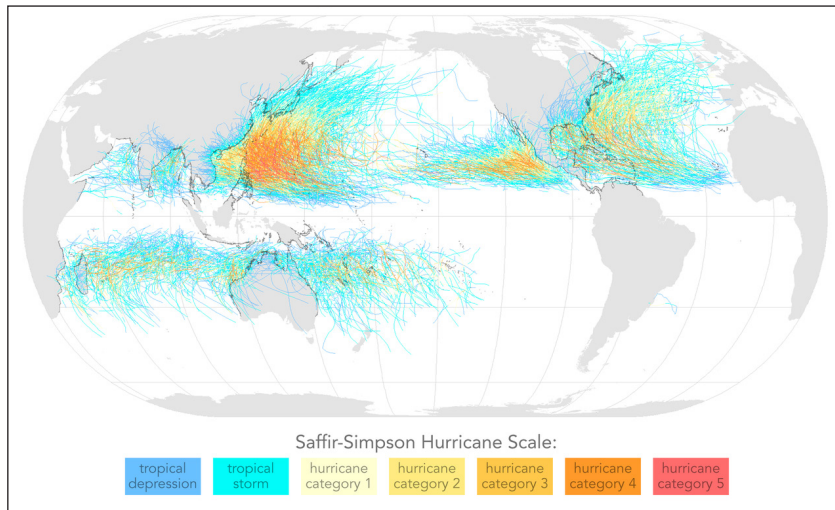 Saffir-Simpson Hurricane Scale:
tropical depression
tropical storm
hurricane category 1
hurricane category 2
hurricane category 3
hurricane category 4
hurricane category 5